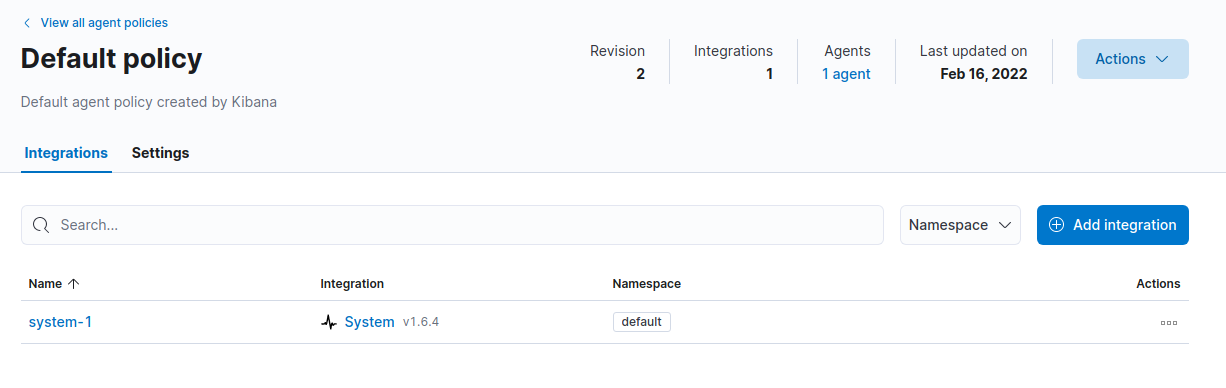 View all agent policies
Default policy
Default agent policy created by Kibana
Revision
2
Integrations
1
Agents
1 agent
Last updated on
Feb 16, 2022
Actions
Integrations Settings
Search...
Namespace
Add integration
Name Integration Namespace Actions
system-1 System v1.6.4 default